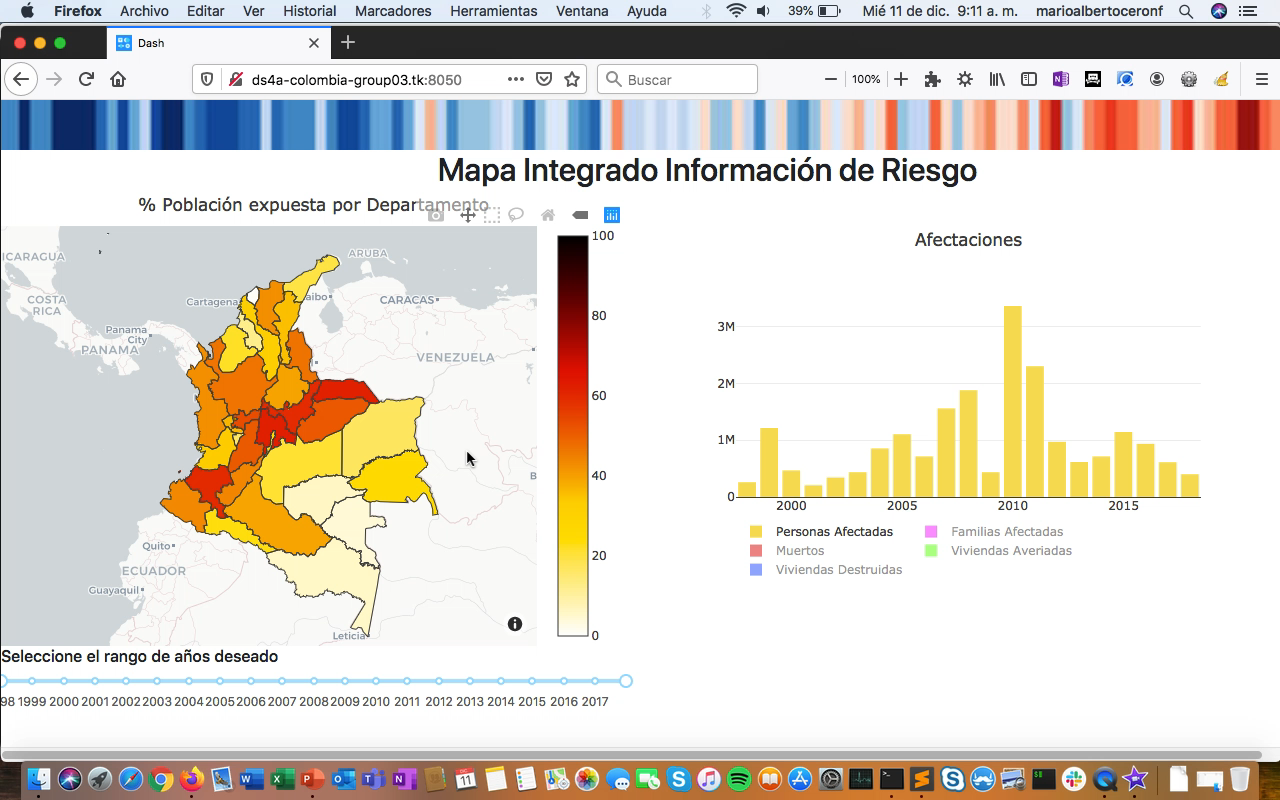 Firefox Archivo Editar Ver Historial Marcadores Herramientas Ventana Ayuda 39% Mié 11 de dic. 9:11 a. m. marioalbertoceronf
Dash
ds4a-colombia-group03.tk:8050 Buscar 100%
Mapa Integrado Información de Riesgo
% Población expuesta por Departamento
Afectaciones
ICARAGUA
COSTA
RICA
Panama
City
PANAMA
Cartagena
ARUBA
aibo
CARACAS
VENEZUELA
B
Quito
ECUADOR
Guayaquil
Leticia
100
80
60
40
20
0
3M
2M
1M
0
2000 2005 2010 2015
Personas Afectadas Familias Afectadas
Muertos Viviendas Averiadas
Viviendas Destruidas
Seleccione el rango de años deseado
98 1999 2000 2001 2002 2003 2004 2005 2006 2007 2008 2009 2010 2011 2012 2013 2014 2015 2016 2017